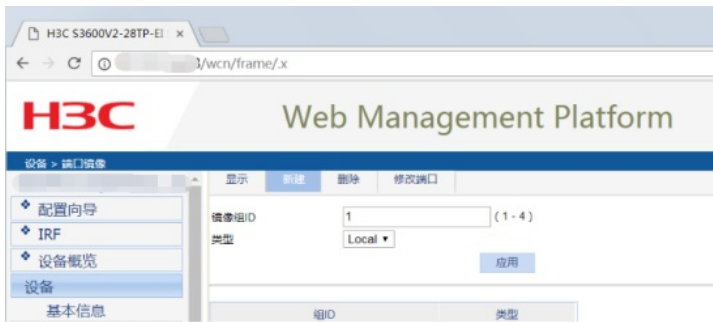 H3C S3600V2-28TP-EI
/wcn/frame/.x
H3C
Web Management Platform
设备 > 端口镜像
显示 新建 删除 修改端口
配置向导
IRF
设备概览
设备
基本信息
镜像组ID 1 (1 - 4)
类型 Local
应用
组ID 类型